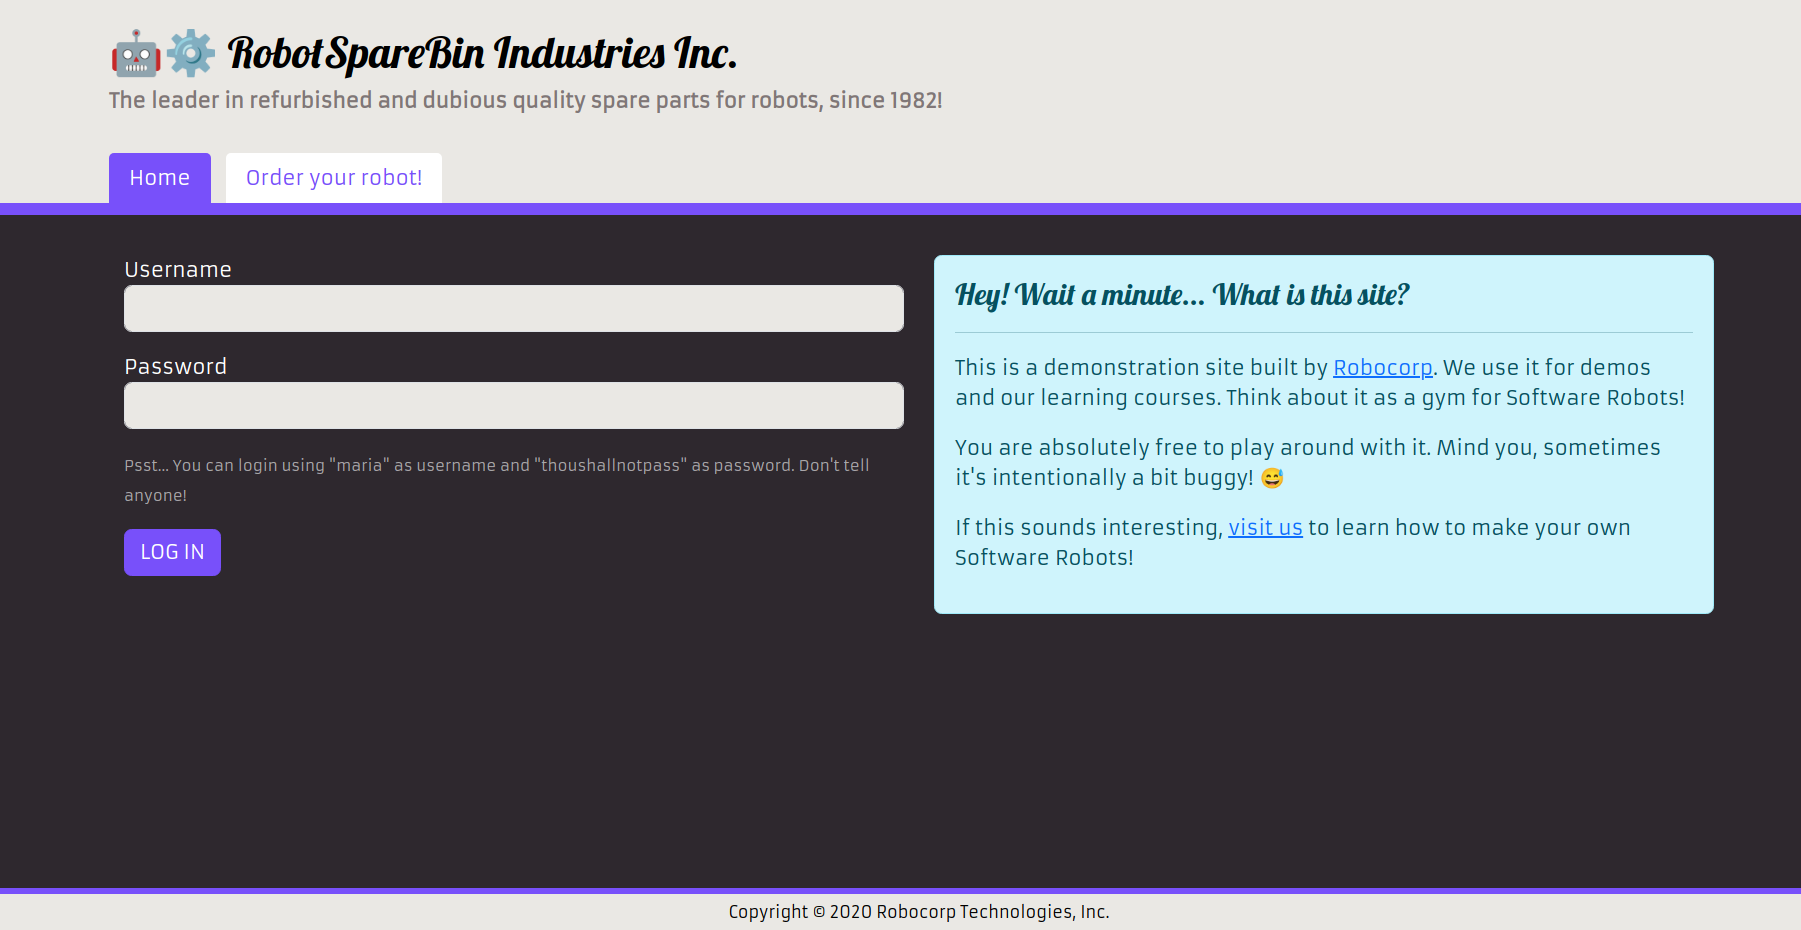 RobotSpareBin Industries Inc.
The leader in refurbished and dubious quality spare parts for robots, since 1982!
Home
Order your robot!
Username
Password
Psst... You can login using "maria" as username and "thoushallnotpass" as password. Don't tell
anyone!
LOG IN
Hey! Wait a minute... What is this site?
This is a demonstration site built by Robocorp. We use it for demos
and our learning courses. Think about it as a gym for Software Robots!
You are absolutely free to play around with it. Mind you, sometimes
it's intentionally a bit buggy! 😅
If this sounds interesting, visit us to learn how to make your own
Software Robots!
Copyright © 2020 Robocorp Technologies, Inc.